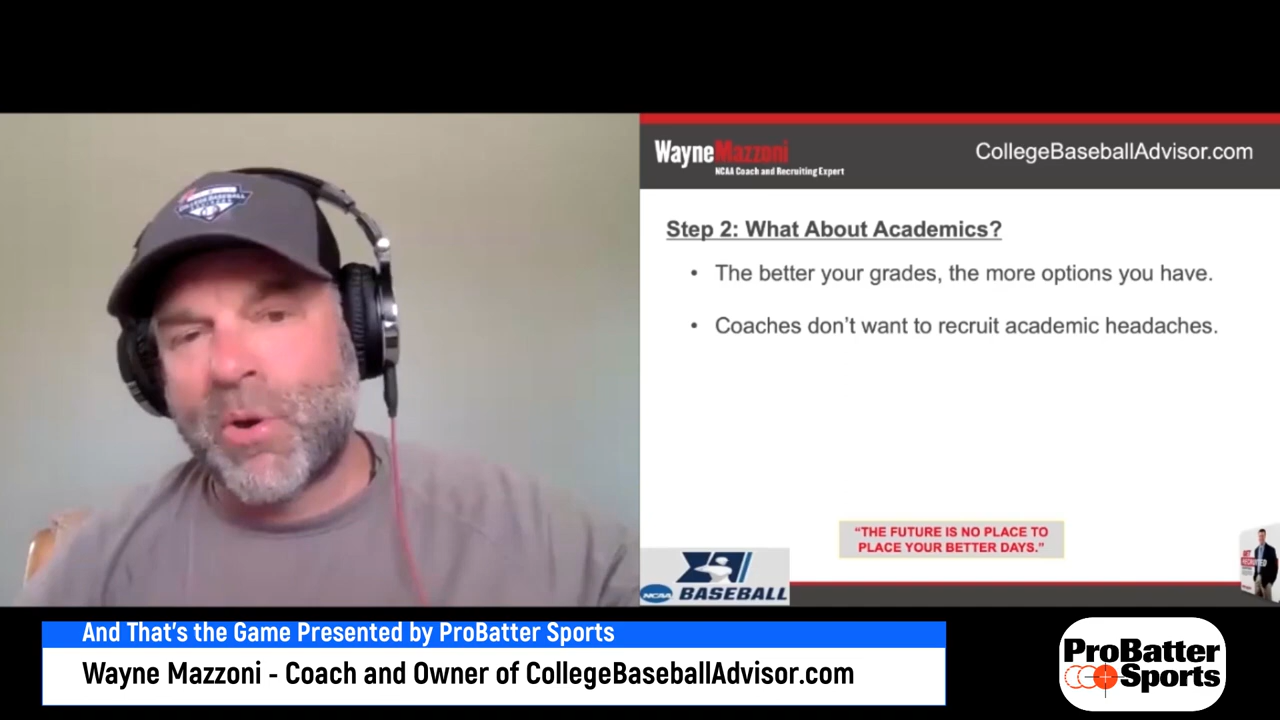 COLLEGE BASEBALL
WayneMazzoni
NCAA Coach and Recruiting Expert
CollegeBaseballAdvisor.com
Step 2: What About Academics?
• The better your grades, the more options you have.
• Coaches don't want to recruit academic headaches.
“THE FUTURE IS NO PLACE TO
PLACE YOUR BETTER DAYS.”
NCAA BASEBALL
And That's the Game Presented by ProBatter Sports
Wayne Mazzoni - Coach and Owner of CollegeBaseballAdvisor.com
ProBatter
Sports